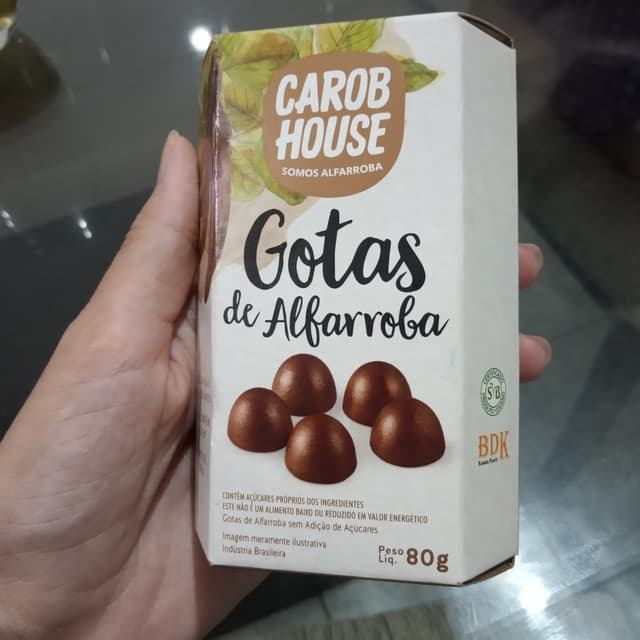 CAROB
HOUSE
SOMOS ALFARROBA
Gotas
de Alfarroba
CONTÉM AÇÚCARES PRÓPRIOS DOS INGREDIENTES
ESTE NÃO É UM ALIMENTO BAIXO OU REDUZIDO EM VALOR ENERGÉTICO
Gotas de Alfarroba sem Adição de Açúcares
Imagem meramente ilustrativa
Indústria Brasileira
Peso
Líq. 80g
BDK